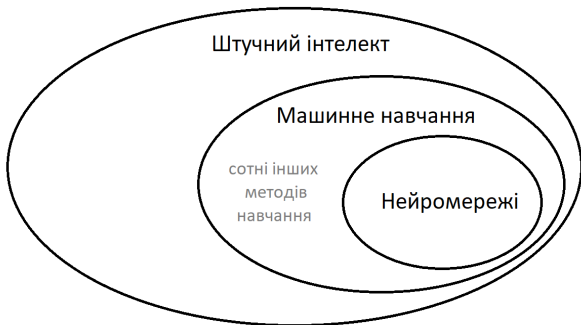 Штучний інтелект
Машинне навчання
сотні інших
методів
навчання
Нейромережі